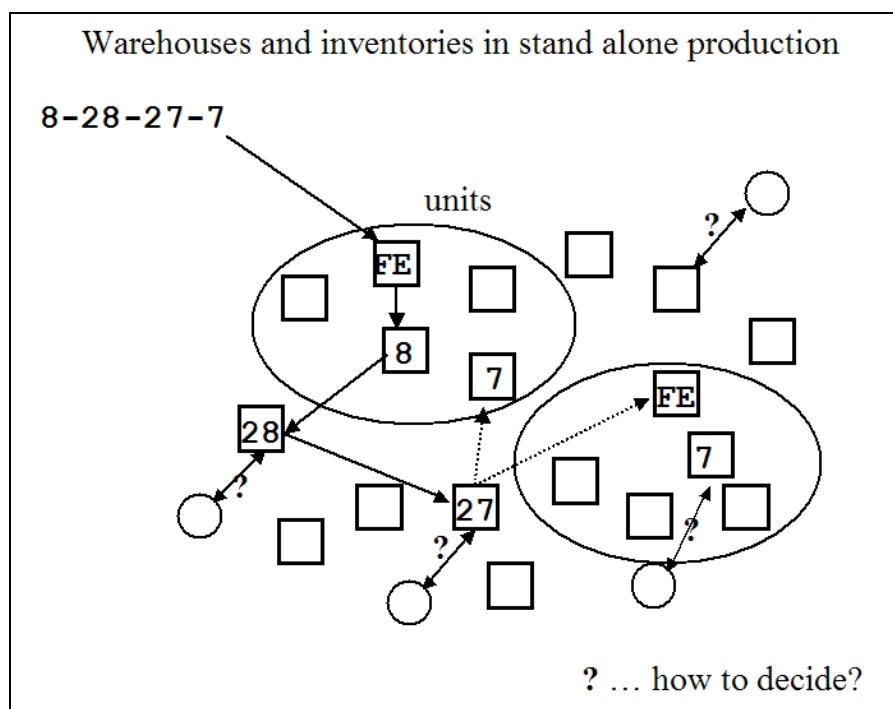 Warehouses and inventories in stand alone production
8-28-27-7
units
?
FE
8
7
FE
28
7
?
27
?
?
? … how to decide?